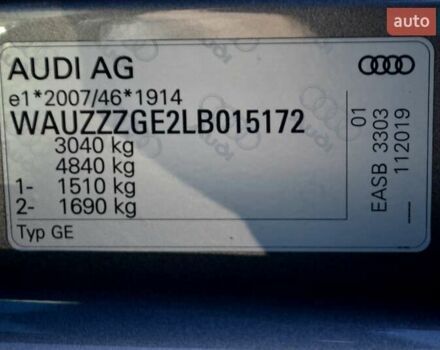 auto
AUDI AG
e1*2007/46*1914
WAUZZZGE2LB015172
3040 kg
4840 kg
1- 1510 kg
2- 1690 kg
Typ GE
01
EASB 3303
112019